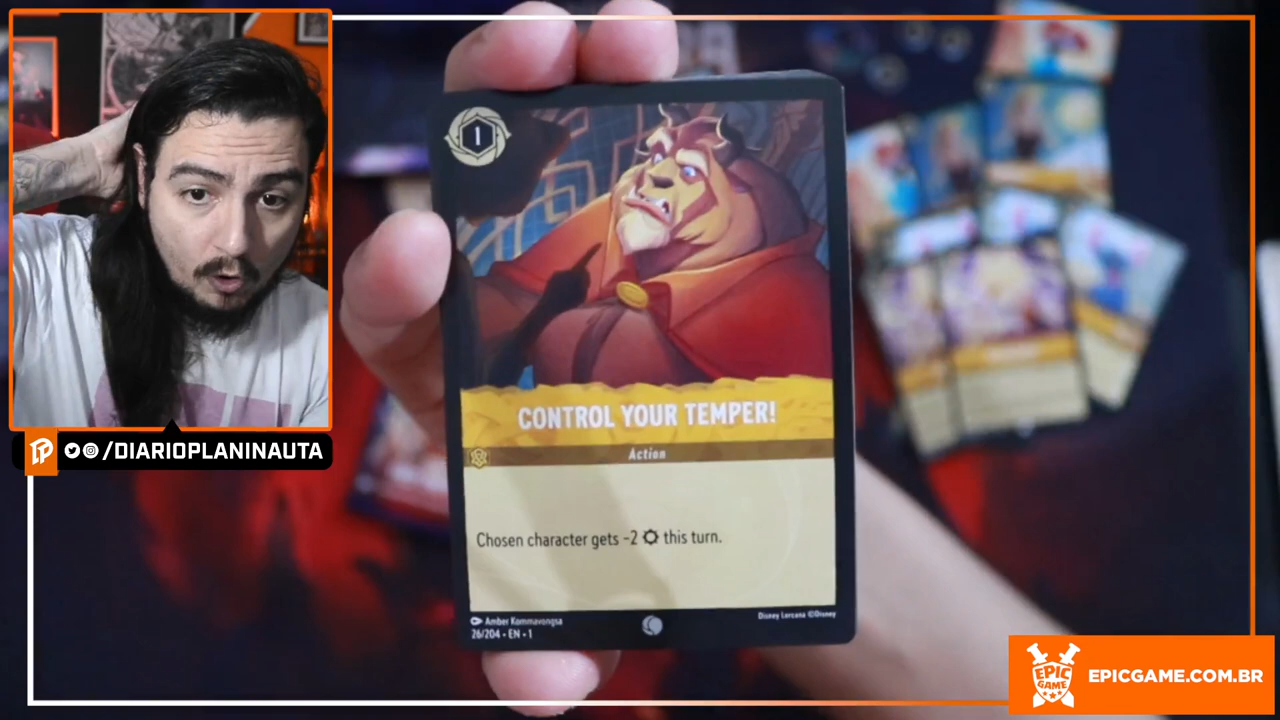 1
CONTROL YOUR TEMPER!
Action
Chosen character gets -2 this turn.
Amber Kommavongsa
Disney Lorcana ©Disney
26/204 • EN • 1
/DIARIOPLANINAUTA
EPIC
GAME
EPICGAME.COM.BR